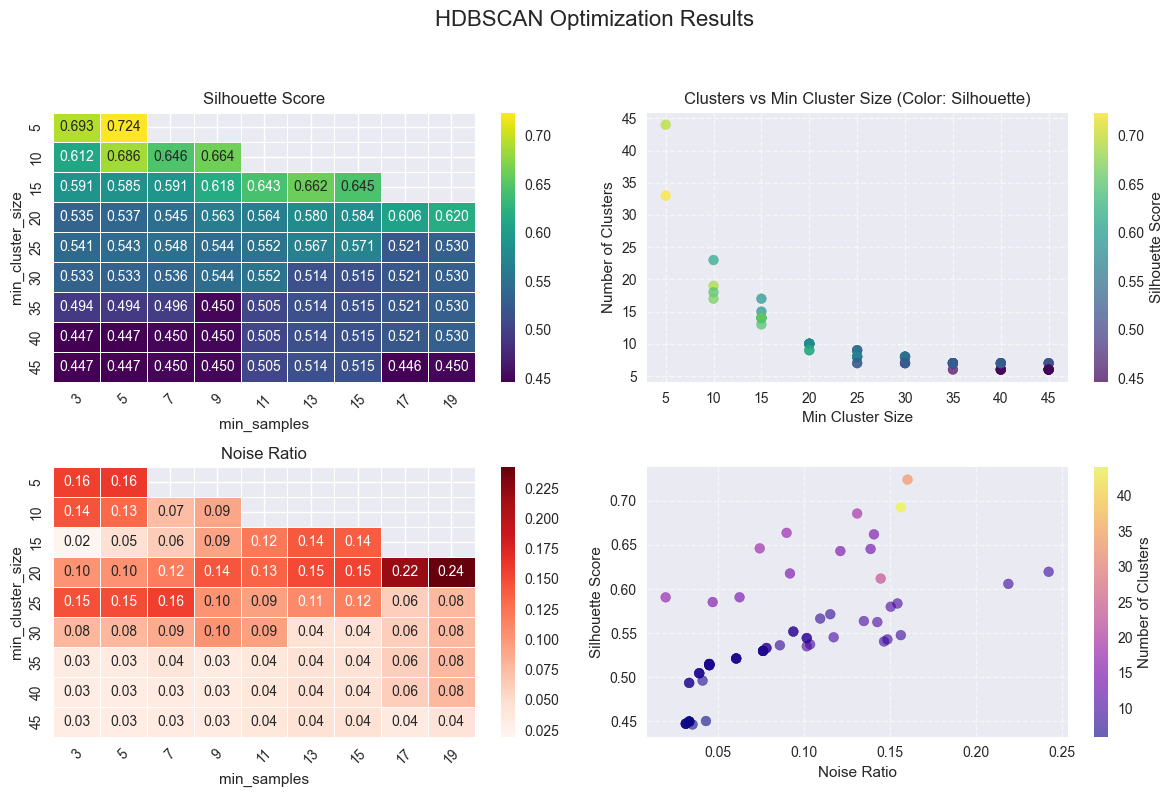 HDBSCAN Optimization Results
Silhouette Score
min_cluster_size
5 0.693 0.724
10 0.612 0.686 0.646 0.664
15 0.591 0.585 0.591 0.618 0.643 0.662 0.645
20 0.535 0.537 0.545 0.563 0.564 0.580 0.584 0.606 0.620
25 0.541 0.543 0.548 0.544 0.552 0.567 0.571 0.521 0.530
30 0.533 0.533 0.536 0.544 0.552 0.514 0.515 0.521 0.530
35 0.494 0.494 0.496 0.450 0.505 0.514 0.515 0.521 0.530
40 0.447 0.447 0.450 0.450 0.505 0.514 0.515 0.521 0.530
45 0.447 0.447 0.450 0.450 0.505 0.514 0.515 0.446 0.450
3 5 7 9 11 13 15 17 19
min_samples
0.70
0.65
0.60
0.55
0.50
0.45
Clusters vs Min Cluster Size (Color: Silhouette)
Number of Clusters
45
40
35
30
25
20
15
10
5
5 10 15 20 25 30 35 40 45
Min Cluster Size
0.70
0.65
0.60
0.55
0.50
0.45
Silhouette Score
Noise Ratio
min_cluster_size
5 0.16 0.16
10 0.14 0.13 0.07 0.09
15 0.02 0.05 0.06 0.09 0.12 0.14 0.14
20 0.10 0.10 0.12 0.14 0.13 0.15 0.15 0.22 0.24
25 0.15 0.15 0.16 0.10 0.09 0.11 0.12 0.06 0.08
30 0.08 0.08 0.09 0.10 0.09 0.04 0.04 0.06 0.08
35 0.03 0.03 0.04 0.03 0.04 0.04 0.04 0.06 0.08
40 0.03 0.03 0.03 0.03 0.04 0.04 0.04 0.06 0.08
45 0.03 0.03 0.03 0.03 0.04 0.04 0.04 0.04 0.04
3 5 7 9 11 13 15 17 19
min_samples
0.225
0.200
0.175
0.150
0.125
0.100
0.075
0.050
0.025
Silhouette Score
0.70
0.65
0.60
0.55
0.50
0.45
0.05 0.10 0.15 0.20 0.25
Noise Ratio
40
35
30
25
20
15
10
Number of Clusters